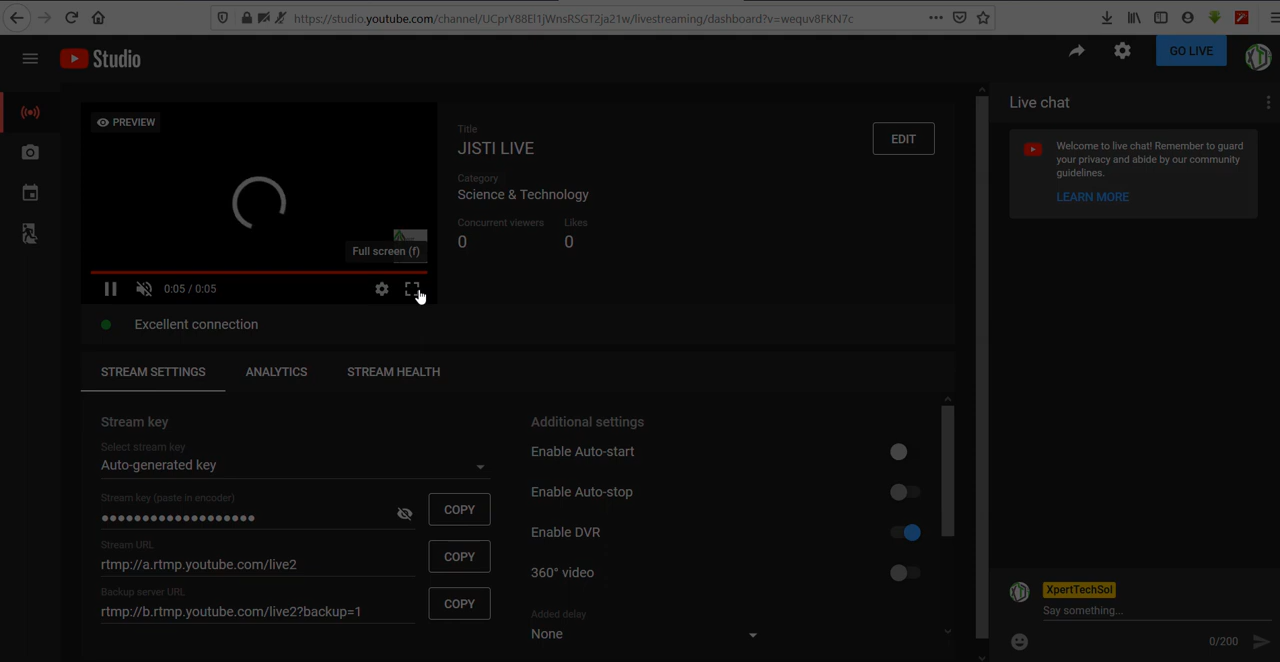 https://studio.youtube.com/channel/UCprY88El1jWnsRSGT2ja21w/livestreaming/dashboard?v=wequv8FKN7c
Studio
GO LIVE
PREVIEW
Full screen (f)
0:05 / 0:05
Title
JISTI LIVE
EDIT
Category
Science & Technology
Concurrent viewers
Likes
0
0
Excellent connection
STREAM SETTINGS
ANALYTICS
STREAM HEALTH
Stream key
Select stream key
Auto-generated key
Stream key (paste in encoder)
COPY
Stream URL
rtmp://a.rtmp.youtube.com/live2
COPY
Backup server URL
rtmp://b.rtmp.youtube.com/live2?backup=1
COPY
Additional settings
Enable Auto-start
Enable Auto-stop
Enable DVR
360° video
Added delay
None
Live chat
Welcome to live chat! Remember to guard
your privacy and abide by our community
guidelines.
LEARN MORE
XpertTechSol
Say something...
0/200